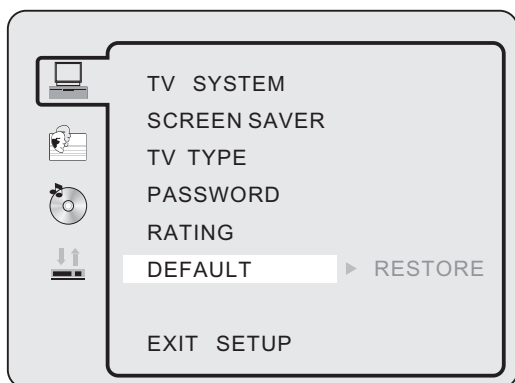 TV SYSTEM
SCREEN SAVER
TV TYPE
PASSWORD
RATING
DEFAULT RESTORE
EXIT SETUP